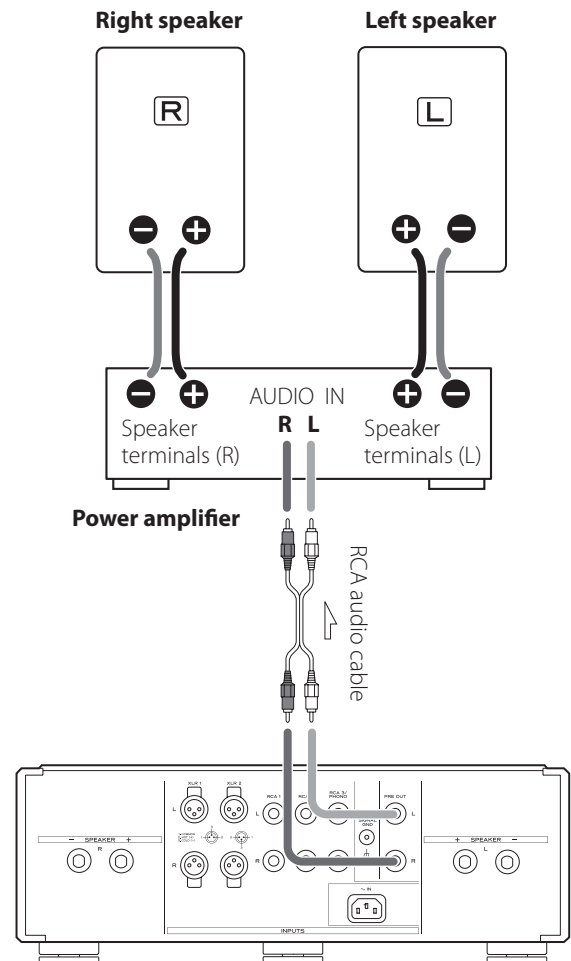 Right speaker
Left speaker
R
L
AUDIO IN
R L
Speaker
terminals (R)
Speaker
terminals (L)
Power amplifier
RCA audio cable
XLR 1
XLR 2
RCA 1
RCA
RCA 3/
PHONO
PRE OUT
L
L
L
SIGNAL
GND
- SPEAKER +
R
+ SPEAKER -
L
R
R
R
~ IN
INPUTS